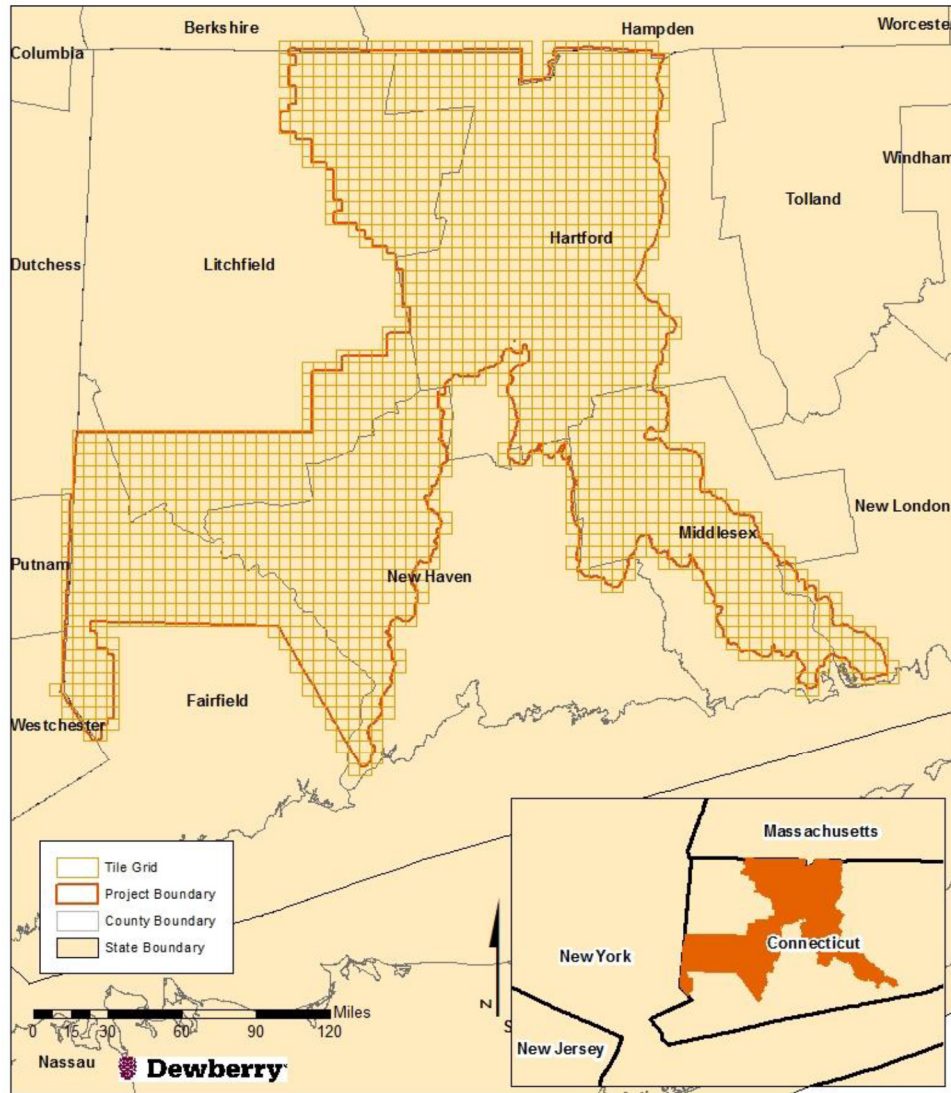 Berkshire
Hampden
Worceste
Columbia
Windham
Tolland
Hartford
Dutchess
Litchfield
New London
Middlesex
Putnam
New Haven
Fairfield
Westchester
Tile Grid
Project Boundary
County Boundary
State Boundary
Massachusetts
New York
Connecticut
New Jersey
Miles
0 15 30 60 90 120
N
S
Nassau
Dewberry